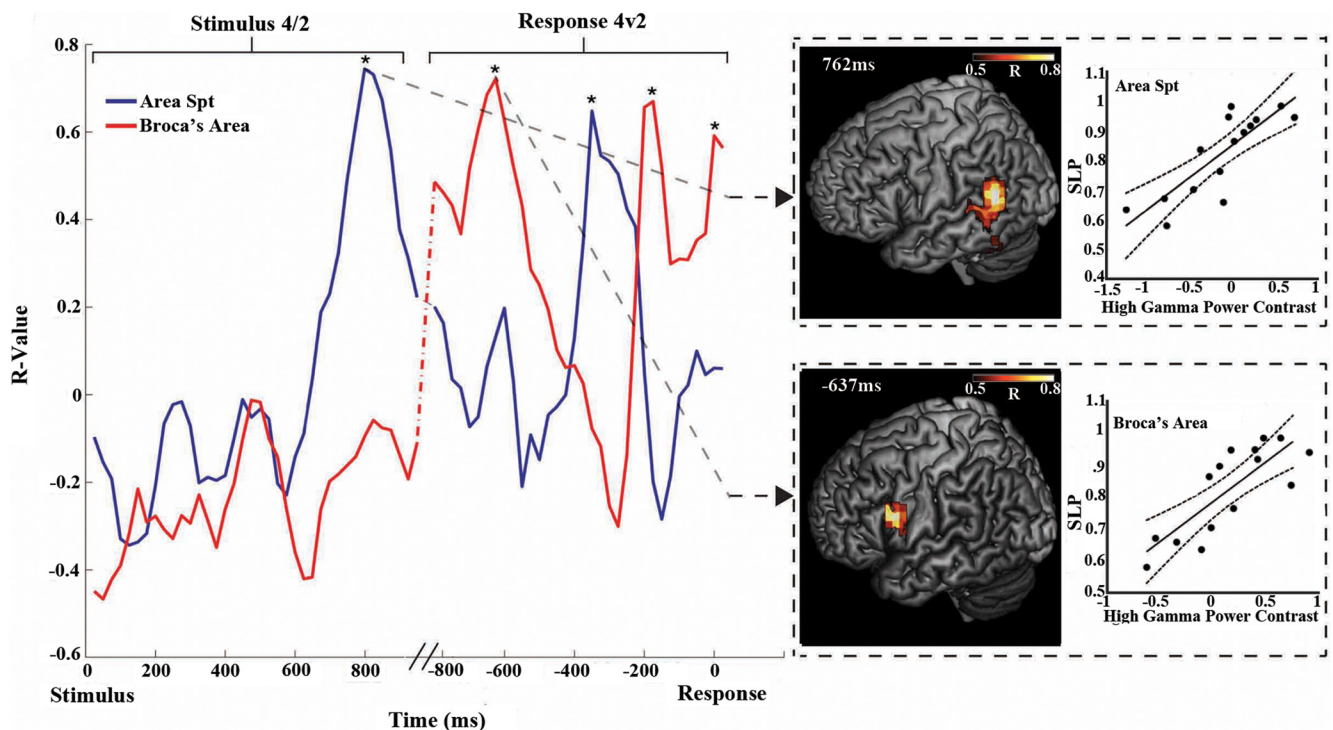 Stimulus 4/2
Response 4v2
0.8
0.6
0.4
0.2
0
-0.2
-0.4
-0.6
R-Value
Area Spt
Broca's Area
* * * * *
0 200 400 600 800 -800 -600 -400 -200 0
Stimulus
Response
Time (ms)
762ms
0.5 R 0.8
Area Spt
SLP
1.1
1
0.9
0.8
0.7
0.6
0.5
0.4
-1.5 -1 -0.5 0 0.5 1
High Gamma Power Contrast
-637ms
0.5 R 0.8
Broca's Area
SLP
1.1
1
.9
0.8
0.7
0.6
0.5
-1 -0.5 0 0.5 1
High Gamma Power Contrast